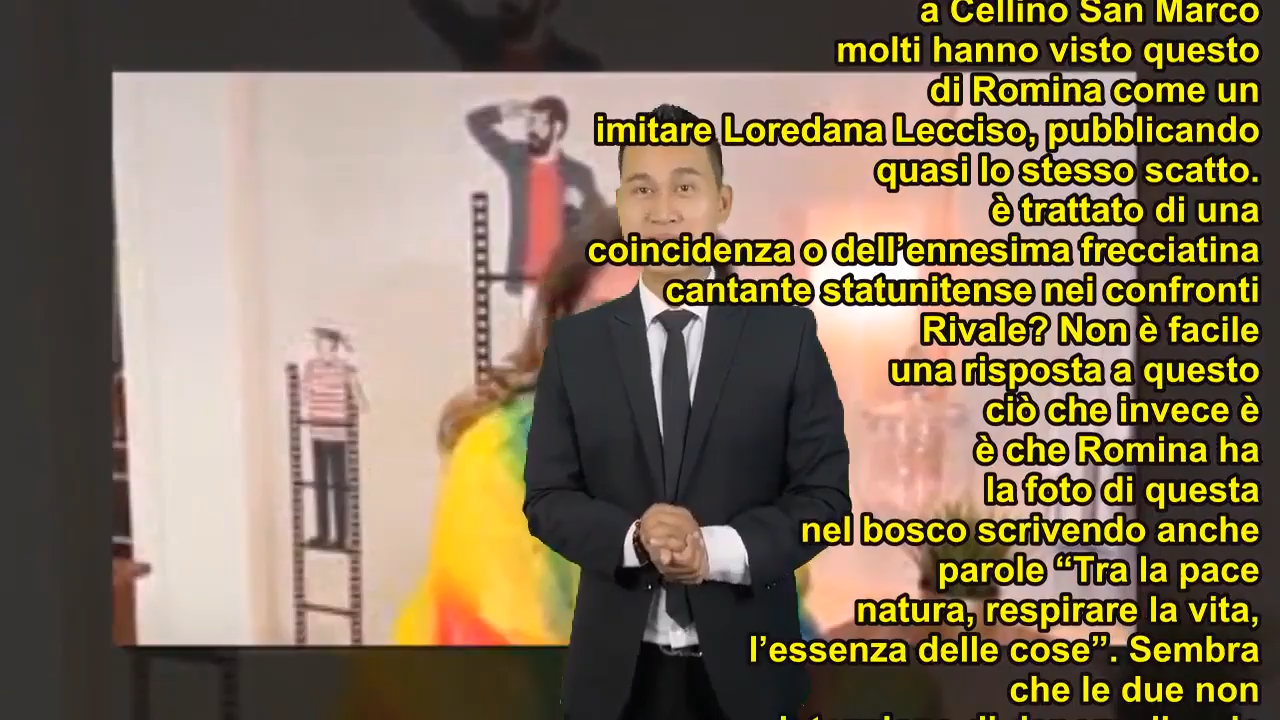 a Cellino San Marco
molti hanno visto questo
di Romina come un
imitare Loredana Lecciso, pubblicando
quasi lo stesso scatto.
è trattato di una
coincidenza o dell’ennesima frecciatina
cantante statunitense nei confronti
Rivale? Non è facile
una risposta a questo
ciò che invece è
è che Romina ha
la foto di questa
nel bosco scrivendo anche
parole “Tra la pace
natura, respirare la vita,
l’essenza delle cose”. Sembra
che le due non